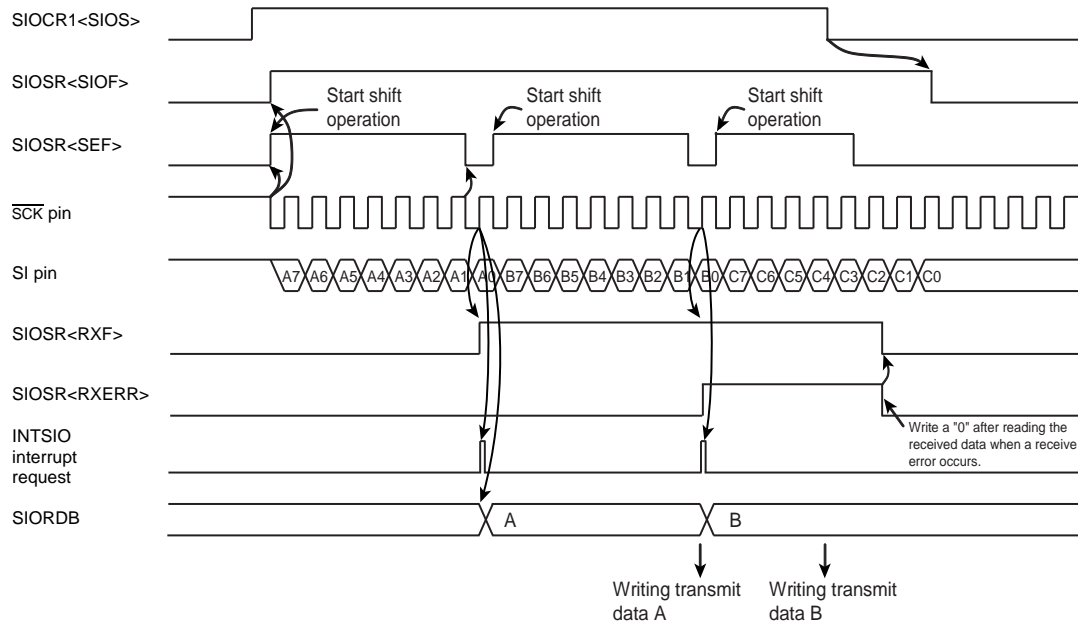 SIOCR1<SIOS>
SIOSR<SIOF>
Start shift
operation
Start shift
operation
Start shift
operation
SIOSR<SEF>
SCK pin
SI pin
A7 A6 A5 A4 A3 A2 A1 A0 B7 B6 B5 B4 B3 B2 B1 B0 C7 C6 C5 C4 C3 C2 C1 C0
SIOSR<RXF>
SIOSR<RXERR>
Write a "0" after reading the
received data when a receive
error occurs.
INTSIO
interrupt
request
SIORDB
A
B
Writing transmit
data A
Writing transmit
data B